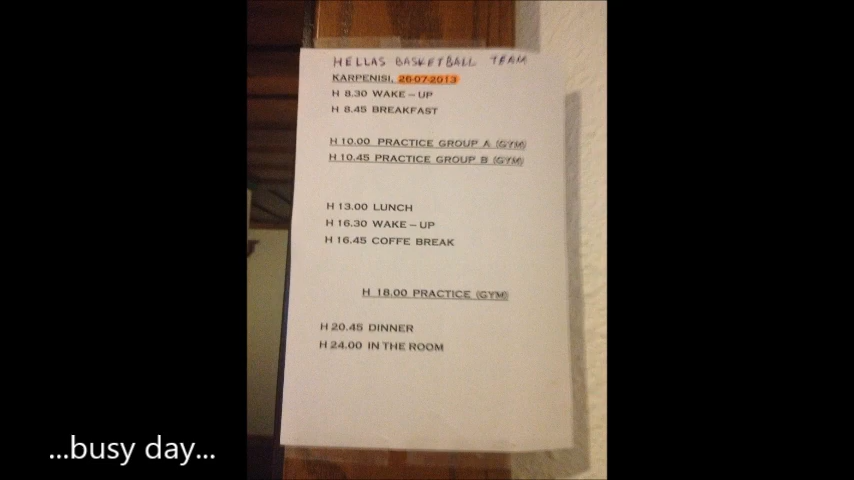 HELLAS BASKETBALL TEAM
KARPENISI, 26-07-2013
H 8.30 WAKE – UP
H 8.45 BREAKFAST
H 10.00 PRACTICE GROUP A (GYM)
H 10.45 PRACTICE GROUP B (GYM)
H 13.00 LUNCH
H 16.30 WAKE – UP
H 16.45 COFFE BREAK
H 18.00 PRACTICE (GYM)
H 20.45 DINNER
H 24.00 IN THE ROOM
...busy day...